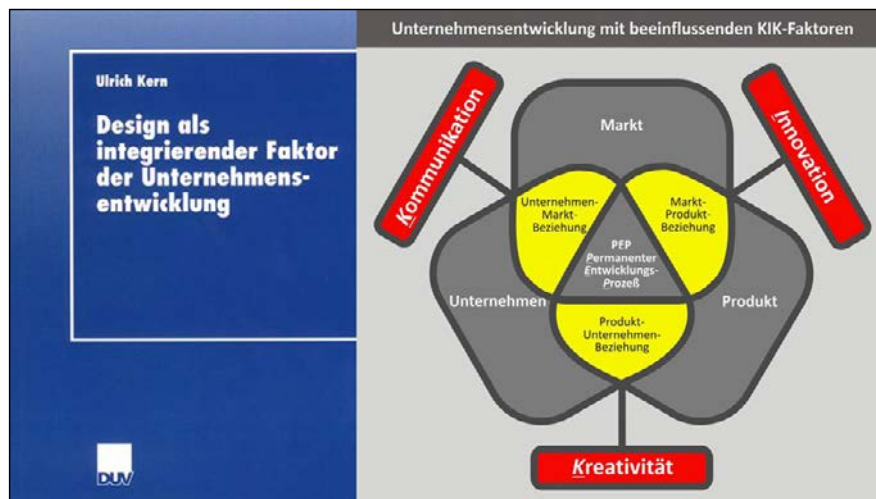 Ulrich Kern
Design als
integrierender Faktor
der Unternehmens-
entwicklung
DUV
Unternehmensentwicklung mit beeinflussenden KIK-Faktoren
Kommunikation
Innovation
Markt
Unternehmen-
Markt-
Beziehung
Markt-
Produkt-
Beziehung
PEP
Permanenter
Entwicklungs-
Prozeß
Unternehmen
Produkt
Produkt-
Unternehmen-
Beziehung
Kreativität